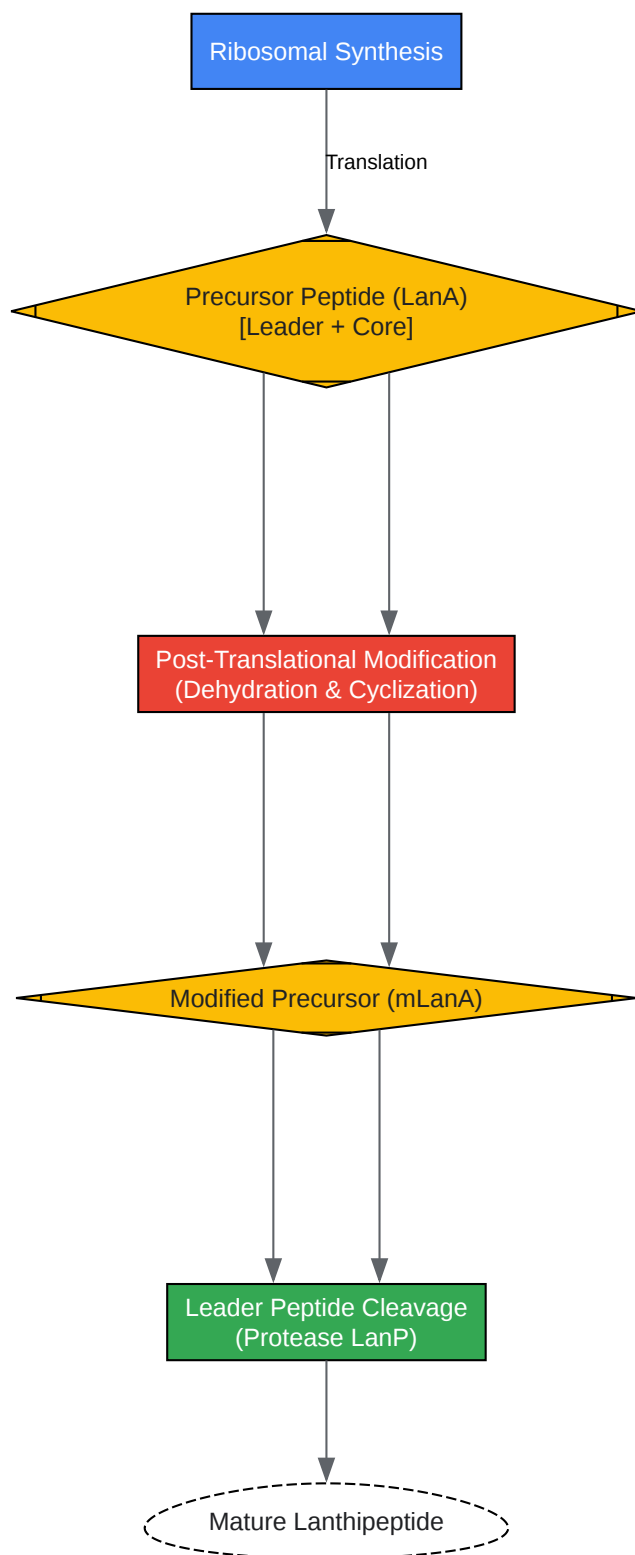 Ribosomal Synthesis
Translation
Precursor Peptide (LanA)
[Leader + Core]
Post-Translational Modification
(Dehydration & Cyclization)
Modified Precursor (mLanA)
Leader Peptide Cleavage
(Protease LanP)
Mature Lanthipeptide